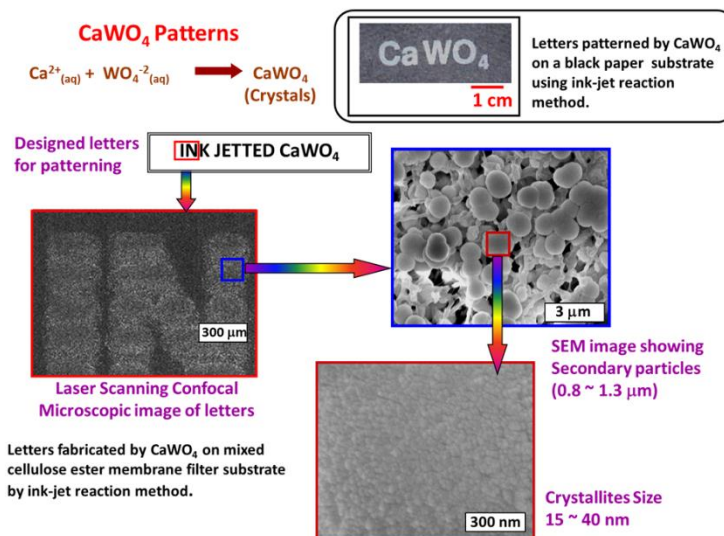 CaWO₄ Patterns
Ca²⁺(aq) + WO₄⁻²(aq) CaWO₄
(Crystals)
Ca WO₄
1 cm
Letters patterned by CaWO₄
on a black paper substrate
using ink-jet reaction
method.
Designed letters
for patterning
INK JETTED CaWO₄
300 µm
3 µm
Laser Scanning Confocal
Microscopic image of letters
SEM image showing
Secondary particles
(0.8 ~ 1.3 µm)
Letters fabricated by CaWO₄ on mixed
cellulose ester membrane filter substrate
by ink-jet reaction method.
300 nm
Crystallites Size
15 ~ 40 nm